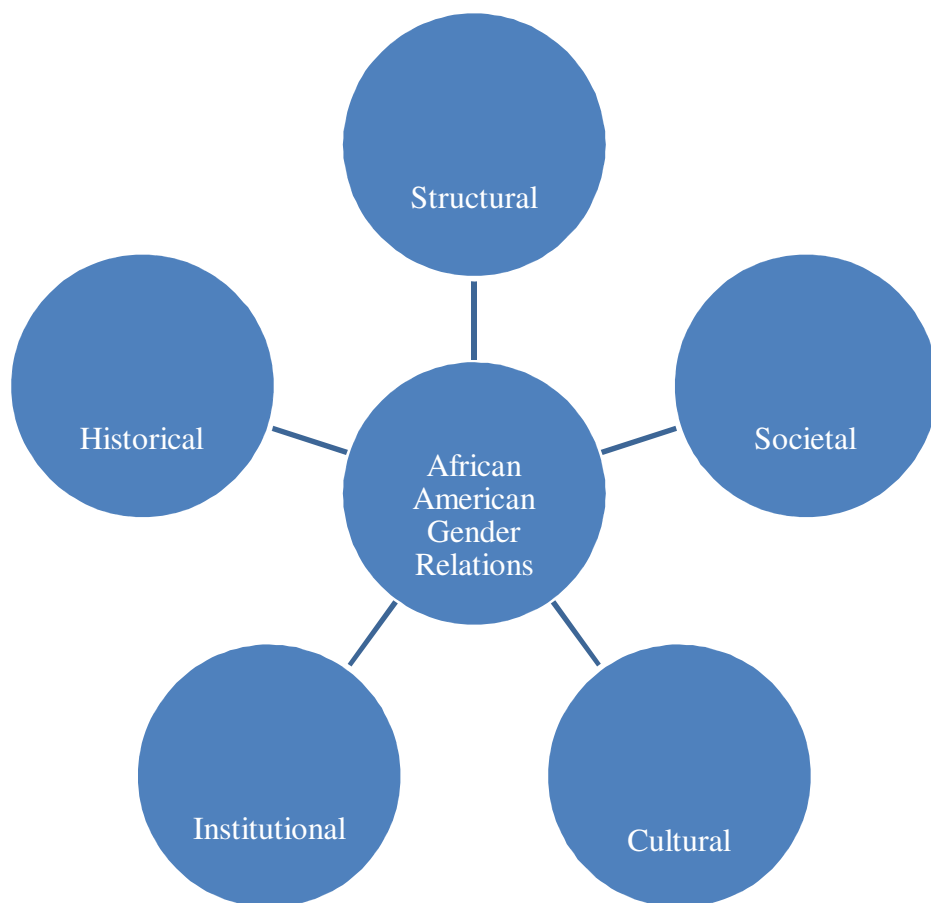 Structural
Historical
Societal
African
American
Gender
Relations
Institutional
Cultural